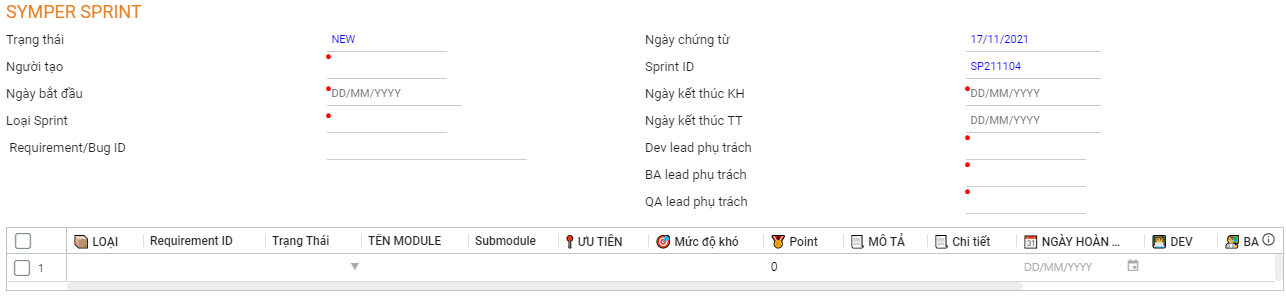 SYMPER SPRINT
Trạng thái NEW Ngày chứng từ 17/11/2021
Người tạo Sprint ID SP211104
Ngày bắt đầu DD/MM/YYYY Ngày kết thúc KH DD/MM/YYYY
Loại Sprint Ngày kết thúc TT DD/MM/YYYY
Requirement/Bug ID Dev lead phụ trách
BA lead phụ trách
QA lead phụ trách
LOẠI Requirement ID Trạng Thái TÊN MODULE Submodule ƯU TIÊN Mức độ khó Point MÔ TẢ Chi tiết 31 NGÀY HOÀN ... DEV BA
1 0 DD/MM/YYYY